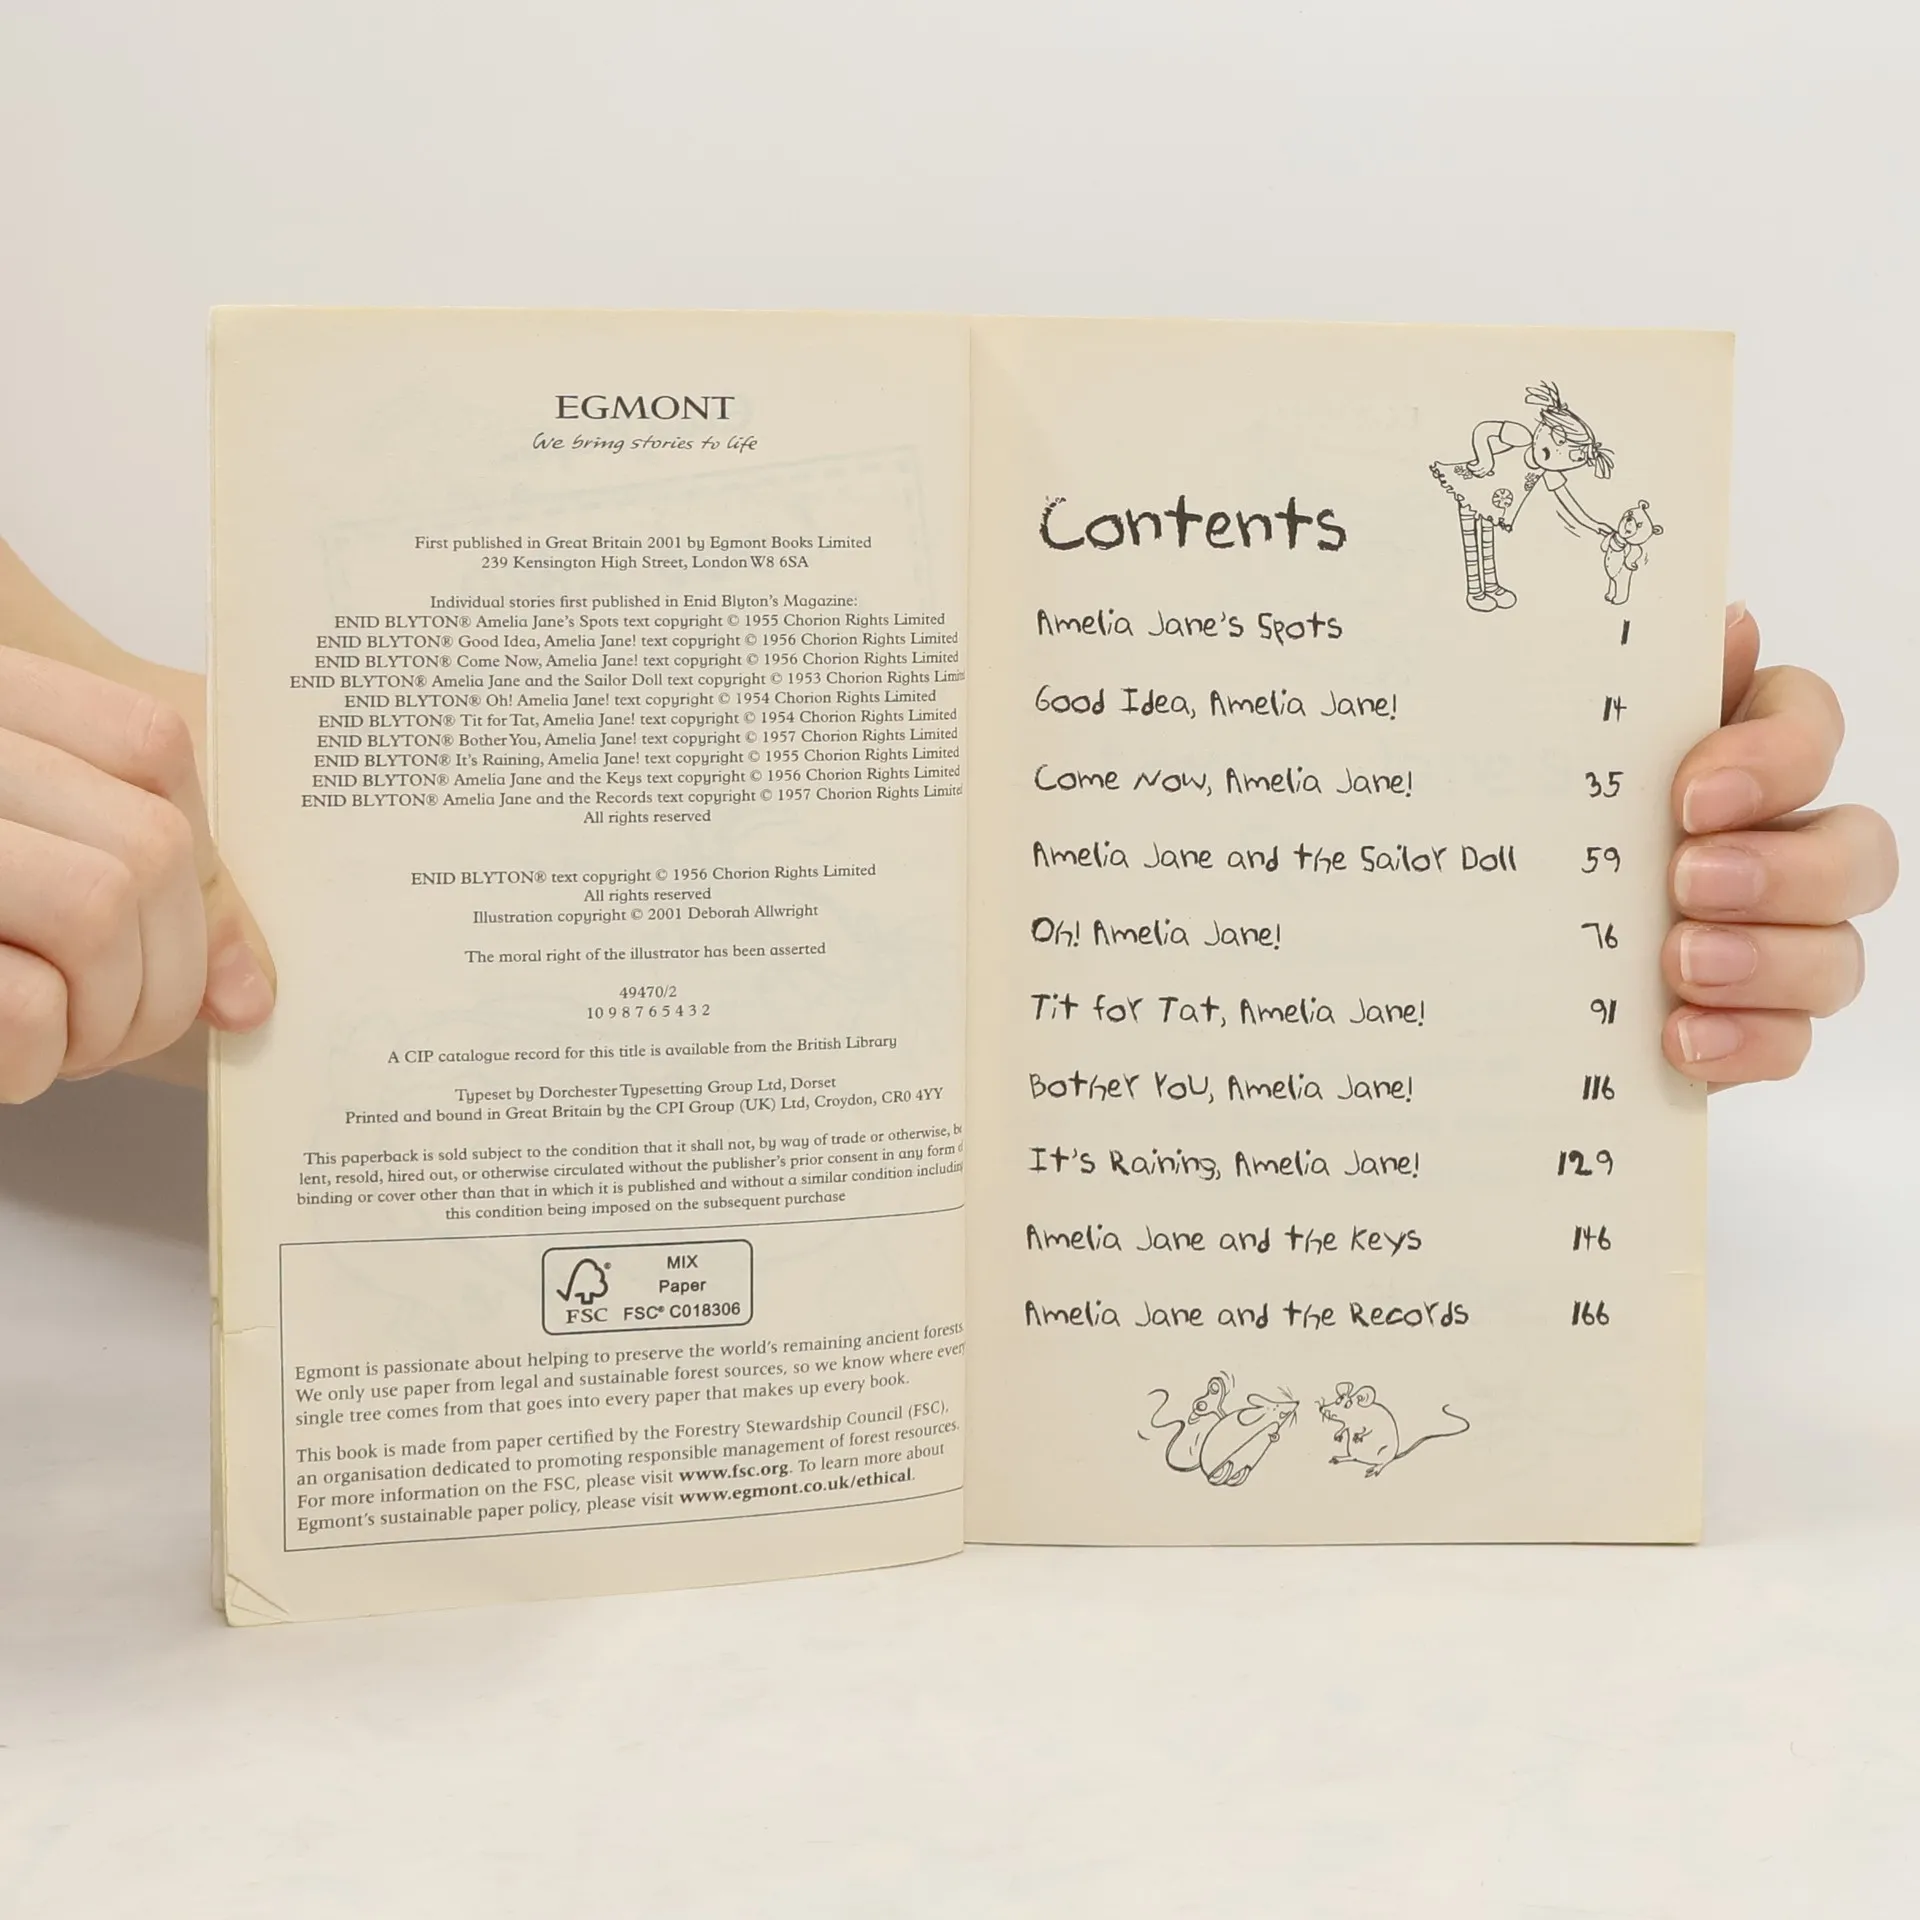 EGMONT
We bring stories to life
First published in Great Britain 2001 by Egmont Books Limited
239 Kensington High Street, London W8 6SA
Individual stories first published in Enid Blyton's Magazine:
ENID BLYTON® Amelia Jane's Spots text copyright © 1955 Chorion Rights Limited
ENID BLYTON® Good Idea, Amelia Jane! text copyright © 1956 Chorion Rights Limited
ENID BLYTON® Come Now, Amelia Jane! text copyright © 1956 Chorion Rights Limited
ENID BLYTON® Amelia Jane and the Sailor Doll text copyright © 1953 Chorion Rights Limit
ENID BLYTON® Oh! Amelia Jane! text copyright © 1954 Chorion Rights Limited
ENID BLYTON® Tit for Tat, Amelia Jane! text copyright © 1954 Chorion Rights Limited
ENID BLYTON® Bother You, Amelia Jane! text copyright © 1957 Chorion Rights Limited
ENID BLYTON® It's Raining, Amelia Jane! text copyright © 1955 Chorion Rights Limited
ENID BLYTON® Amelia Jane and the Keys text copyright © 1956 Chorion Rights Limited
ENID BLYTON® Amelia Jane and the Records text copyright © 1957 Chorion Rights Limite
All rights reserved
ENID BLYTON® text copyright © 1956 Chorion Rights Limited
All rights reserved
Illustration copyright © 2001 Deborah Allwright
The moral right of the illustrator has been asserted
49470/2
10 9 8 7 6 5 4 3 2
A CIP catalogue record for this title is available from the British Library
Typeset by Dorchester Typesetting Group Ltd, Dorset
Printed and bound in Great Britain by the CPI Group (UK) Ltd, Croydon, CR0 4YY
This paperback is sold subject to the condition that it shall not, by way of trade or otherwise, b
lent, resold, hired out, or otherwise circulated without the publisher's prior consent in any form
binding or cover other than that in which it is published and without a similar condition includin
this condition being imposed on the subsequent purchase
MIX
Paper
FSC FSC® C018306
Egmont is passionate about helping to preserve the world's remaining ancient forests
We only use paper from legal and sustainable forest sources, so we know where ever
single tree comes from that goes into every paper that makes up every book.
This book is made from paper certified by the Forestry Stewardship Council (FSC),
an organisation dedicated to promoting responsible management of forest resources.
For more information on the FSC, please visit www.fsc.org. To learn more about
Egmont's sustainable paper policy, please visit www.egmont.co.uk/ethical.
Contents
Amelia Jane's Spots 1
Good Idea, Amelia Jane! 14
Come Now, Amelia Jane! 35
Amelia Jane and the Sailor Doll 59
Oh! Amelia Jane! 76
Tit for Tat, Amelia Jane! 91
Bother You, Amelia Jane! 116
It's Raining, Amelia Jane! 129
Amelia Jane and the Keys 146
Amelia Jane and the Records 166